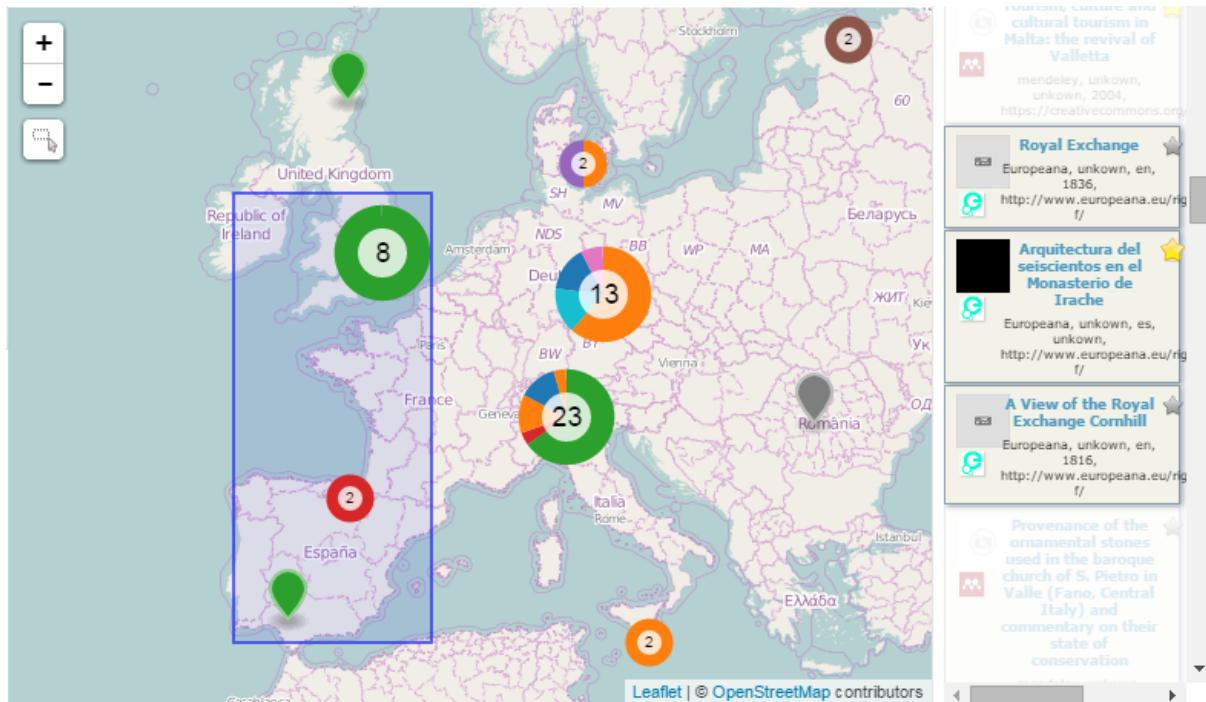 +
−
Stockholm
2
60
United Kingdom
2
SH
MV
Republic of
Ireland
8
Amsterdam
NDS
BB
WP
MA
Беларусь
13
ЖИТ
Paris
BW
BY
Vienna
Ук
France
Geneva
23
România
ОД
2
Italia
Rome
España
Istanbul
Ελλάδα
2
Casablanca
Leaflet | © OpenStreetMap contributors
Tourism, culture and
cultural tourism in
Malta: the revival of
Valletta
mendeley, unkown,
unkown, 2004,
https://creativecommons.org/
Royal Exchange
Europeana, unkown, en,
1836,
http://www.europeana.eu/rig
f/
Arquitectura del
seiscientos en el
Monasterio de
Irache
Europeana, unkown, es,
unkown,
http://www.europeana.eu/rig
f/
A View of the Royal
Exchange Cornhill
Europeana, unkown, en,
1816,
http://www.europeana.eu/rig
f/
Provenance of the
ornamental stones
used in the baroque
church of S. Pietro in
Valle (Fano, Central
Italy) and
commentary on their
state of
conservation